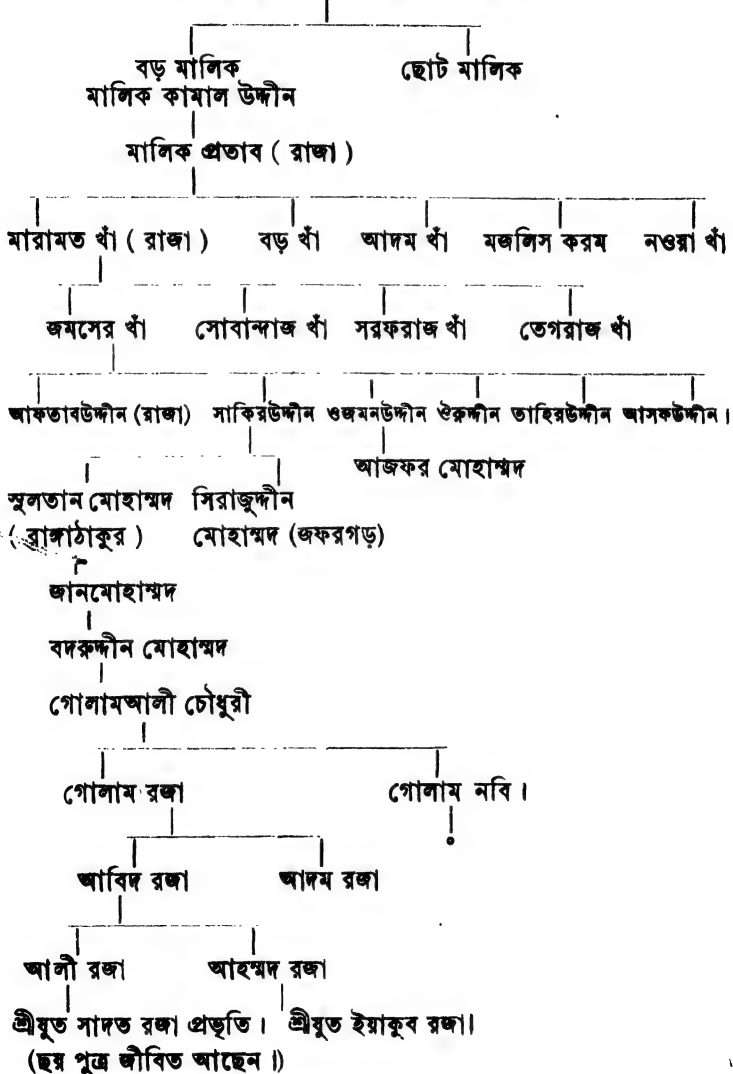 বড় মালিক ছোট মালিক
মালিক কামাল উদ্দীন
মালিক প্রতাব ( রাজা )
মারামত খাঁ ( রাজা ) বড় খাঁ আদম খাঁ মজলিস করম নওয়া খাঁ
জমসের খাঁ সোবান্দাজ খাঁ সরফরাজ খাঁ তেগরাজ খাঁ
আফতাবউদ্দীন (রাজা) সাকিরউদ্দীন ওজমনউদ্দীন ঔরুদ্দীন তাহিরউদ্দীন আসকউদ্দীন ।
আজফর মোহাম্মদ
সুলতান মোহাম্মদ সিরাজুদ্দীন
( রাঙ্গাঠাকুর ) মোহাম্মদ (জফরগড়)
জানমোহাম্মদ
বদরুদ্দীন মোহাম্মদ
গোলামআলী চৌধুরী
গোলাম রজা গোলাম নবি ।
আবিদ রজা আদম রজা
আলী রজা আহম্মদ রজা
শ্রীযুত সাদত রজা প্রভৃতি । শ্রীযুত ইয়াকুব রজা।
(ছয় পুত্র জীবিত আছেন ।)